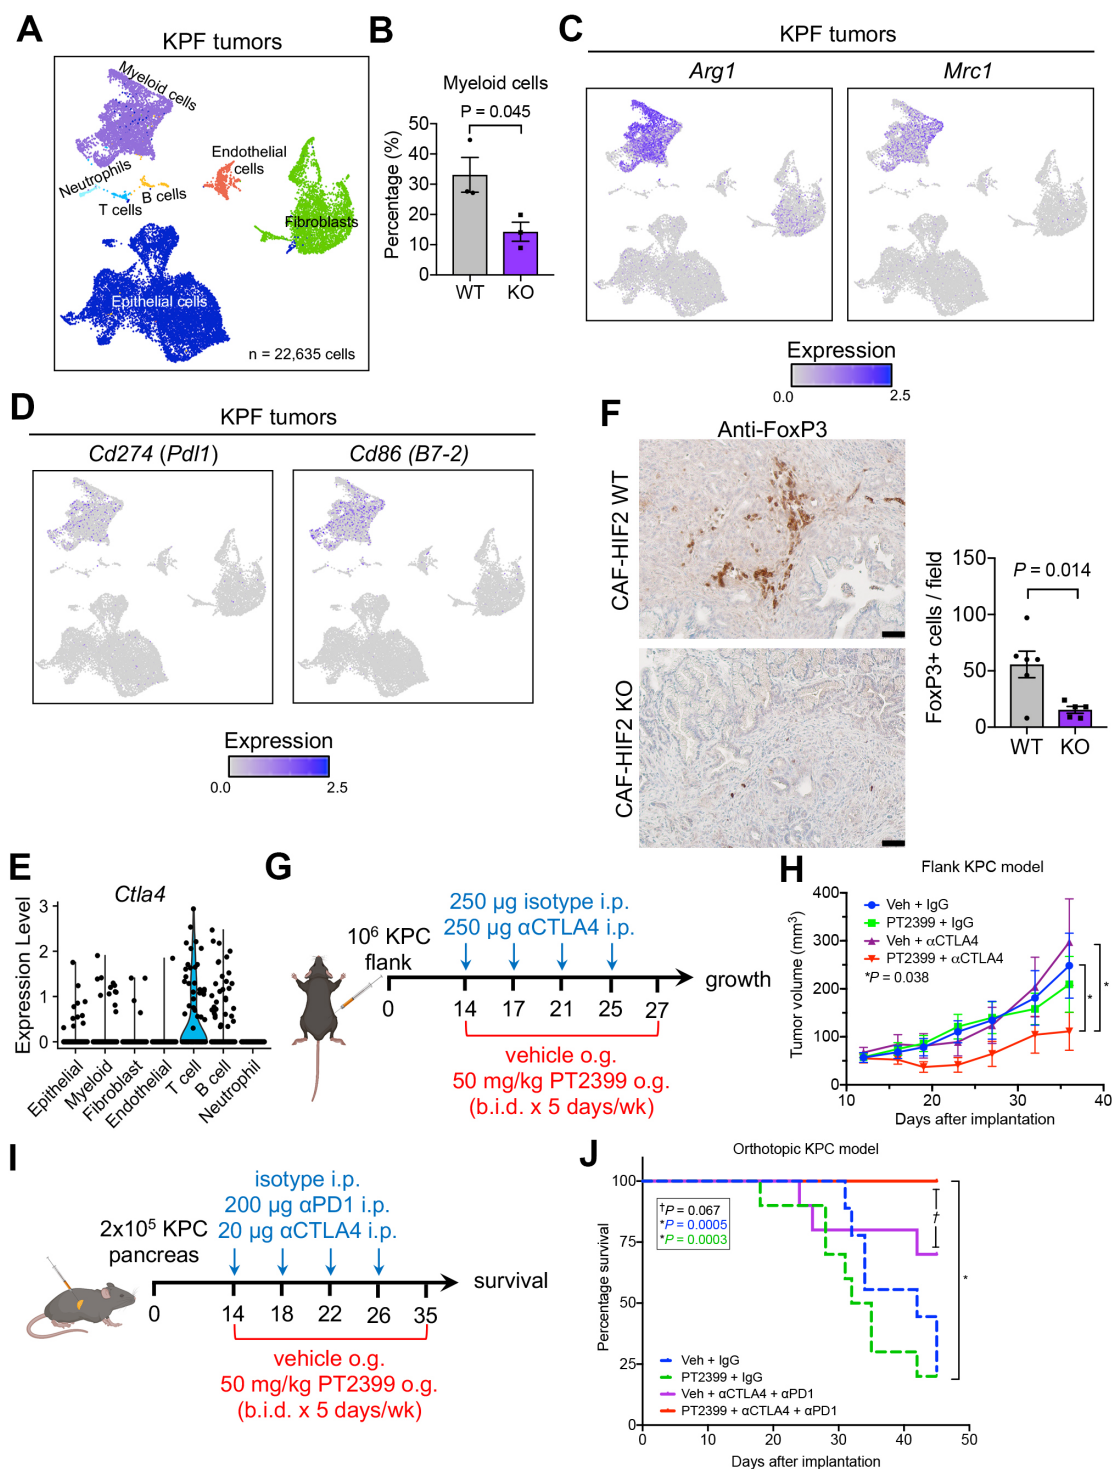 A
KPF tumors
Myeloid cells
Neutrophils
T cells
B cells
Endothelial
cells
Fibroblasts
Epithelial cells
n = 22,635 cells
B
Myeloid cells
P = 0.045
Percentage (%)
50
40
30
20
10
0
WT KO
C
KPF tumors
Arg1 Mrc1
Expression
0.0 2.5
D
KPF tumors
Cd274 (Pdl1) Cd86 (B7-2)
Expression
0.0 2.5
F
Anti-FoxP3
CAF-HIF2 WT
CAF-HIF2 KO
FoxP3+ cells / field
150
100
50
0
P = 0.014
WT KO
E
Ctla4
Expression Level
3
2
1
0
Epithelial
Myeloid
Fibroblast
Endothelial
T cell
B cell
Neutrophil
G
250 µg isotype i.p.
250 µg αCTLA4 i.p.
10⁶ KPC
flank
growth
0 14 17 21 25 27
vehicle o.g.
50 mg/kg PT2399 o.g.
(b.i.d. x 5 days/wk)
H
Flank KPC model
Tumor volume (mm³)
400
300
200
100
0
Veh + IgG
PT2399 + IgG
Veh + αCTLA4
PT2399 + αCTLA4
*P = 0.038
* *
10 20 30 40
Days after implantation
I
isotype i.p.
200 µg αPD1 i.p.
20 µg αCTLA4 i.p.
2x10⁵ KPC
pancreas
survival
0 14 18 22 26 35
vehicle o.g.
50 mg/kg PT2399 o.g.
(b.i.d. x 5 days/wk)
J
Orthotopic KPC model
Percentage survival
100
75
50
25
0
†P = 0.067
*P = 0.0005
*P = 0.0003
†
*
Veh + IgG
PT2399 + IgG
Veh + αCTLA4 + αPD1
PT2399 + αCTLA4 + αPD1
0 10 20 30 40 50
Days after implantation